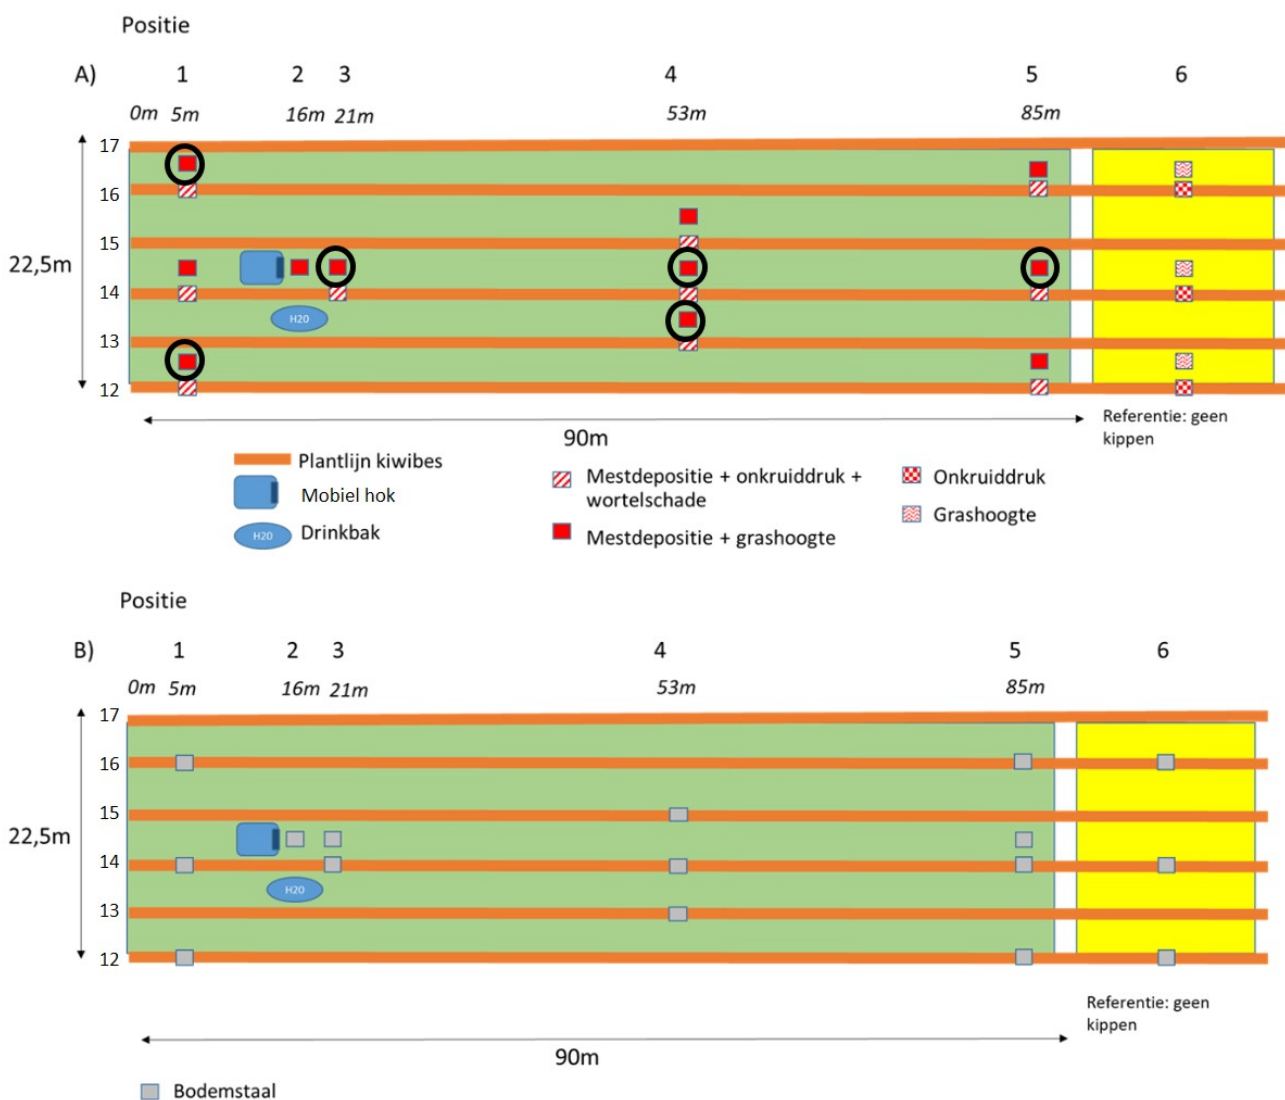 Positie
A) 1 2 3 4 5 6
0m 5m 16m 21m 53m 85m
17
16
15
22,5m
14
H20
13
12
90m
Referentie: geen
kippen
Plantlijn kiwibes
Mobiel hok
H20 Drinkbak
Mestdepositie + onkruiddruk +
wortelschade
Mestdepositie + grashoogte
Onkruiddruk
Grashoogte
Positie
B) 1 2 3 4 5 6
0m 5m 16m 21m 53m 85m
17
16
15
22,5m
14
H20
13
12
Referentie: geen
kippen
90m
Bodemstaal